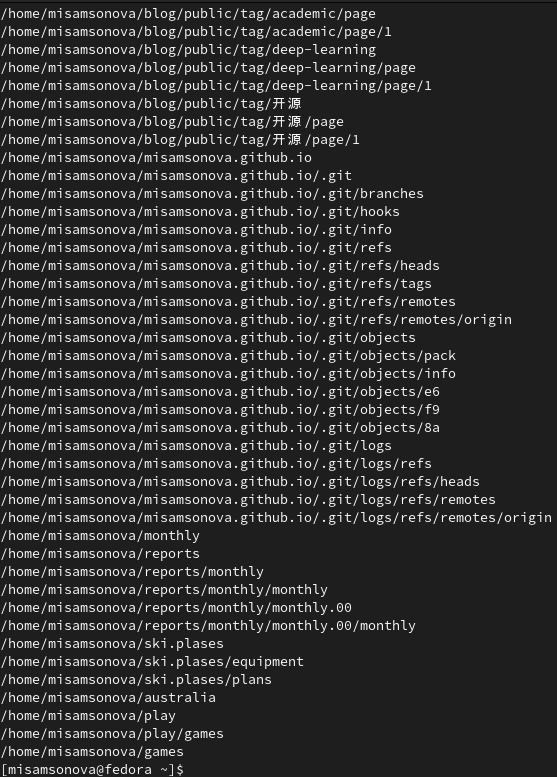 /home/misamsonova/blog/public/tag/academic/page
/home/misamsonova/blog/public/tag/academic/page/1
/home/misamsonova/blog/public/tag/deep-learning
/home/misamsonova/blog/public/tag/deep-learning/page
/home/misamsonova/blog/public/tag/deep-learning/page/1
/home/misamsonova/blog/public/tag/开源
/home/misamsonova/blog/public/tag/开源/page
/home/misamsonova/blog/public/tag/开源/page/1
/home/misamsonova/misamsonova.github.io
/home/misamsonova/misamsonova.github.io/.git
/home/misamsonova/misamsonova.github.io/.git/branches
/home/misamsonova/misamsonova.github.io/.git/hooks
/home/misamsonova/misamsonova.github.io/.git/info
/home/misamsonova/misamsonova.github.io/.git/refs
/home/misamsonova/misamsonova.github.io/.git/refs/heads
/home/misamsonova/misamsonova.github.io/.git/refs/tags
/home/misamsonova/misamsonova.github.io/.git/refs/remotes
/home/misamsonova/misamsonova.github.io/.git/refs/remotes/origin
/home/misamsonova/misamsonova.github.io/.git/objects
/home/misamsonova/misamsonova.github.io/.git/objects/pack
/home/misamsonova/misamsonova.github.io/.git/objects/info
/home/misamsonova/misamsonova.github.io/.git/objects/e6
/home/misamsonova/misamsonova.github.io/.git/objects/f9
/home/misamsonova/misamsonova.github.io/.git/objects/8a
/home/misamsonova/misamsonova.github.io/.git/logs
/home/misamsonova/misamsonova.github.io/.git/logs/refs
/home/misamsonova/misamsonova.github.io/.git/logs/refs/heads
/home/misamsonova/misamsonova.github.io/.git/logs/refs/remotes
/home/misamsonova/misamsonova.github.io/.git/logs/refs/remotes/origin
/home/misamsonova/monthly
/home/misamsonova/reports
/home/misamsonova/reports/monthly
/home/misamsonova/reports/monthly/monthly
/home/misamsonova/reports/monthly/monthly.00
/home/misamsonova/reports/monthly/monthly.00/monthly
/home/misamsonova/ski.plases
/home/misamsonova/ski.plases/equipment
/home/misamsonova/ski.plases/plans
/home/misamsonova/australia
/home/misamsonova/play
/home/misamsonova/play/games
/home/misamsonova/games
[misamsonova@fedora ~]$